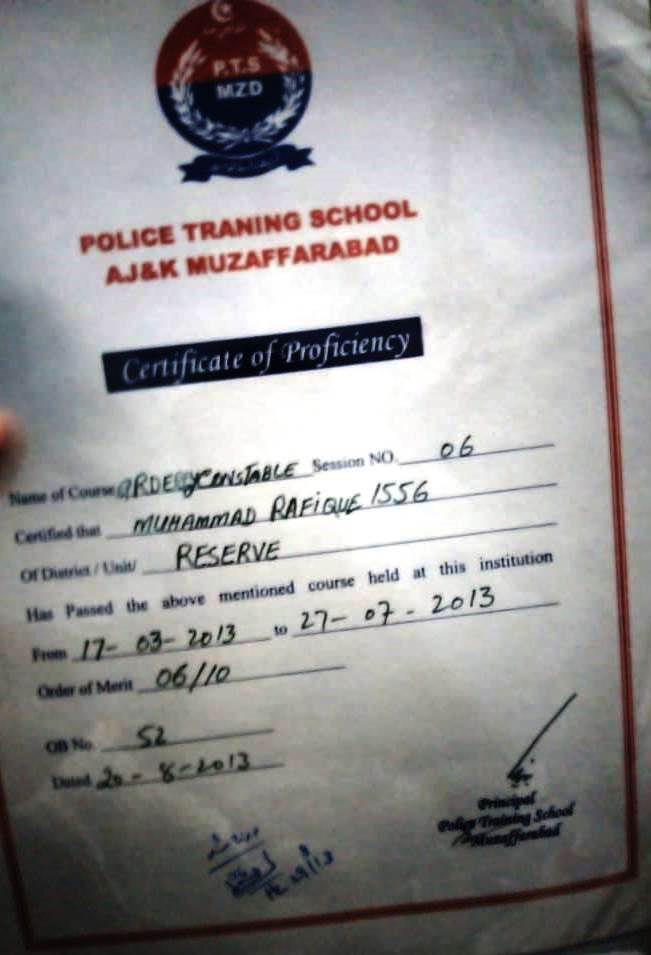 P.T.S
MZD
POLICE TRANING SCHOOL
AJ&K MUZAFFARABAD
Certificate of Proficiency
Name of Course ORDERLY CONSTABLE Session NO. 06
Certified that MUHAMMAD RAFIQUE 1556
Of District / Unit/ RESERVE
Has Passed the above mentioned course held at this institution
From 17-03-2013 to 27-07-2013
Order of Merit 06/10
OB No. 52
Dated 20-8-2013
Principal
Police Training School
Muzaffarabad